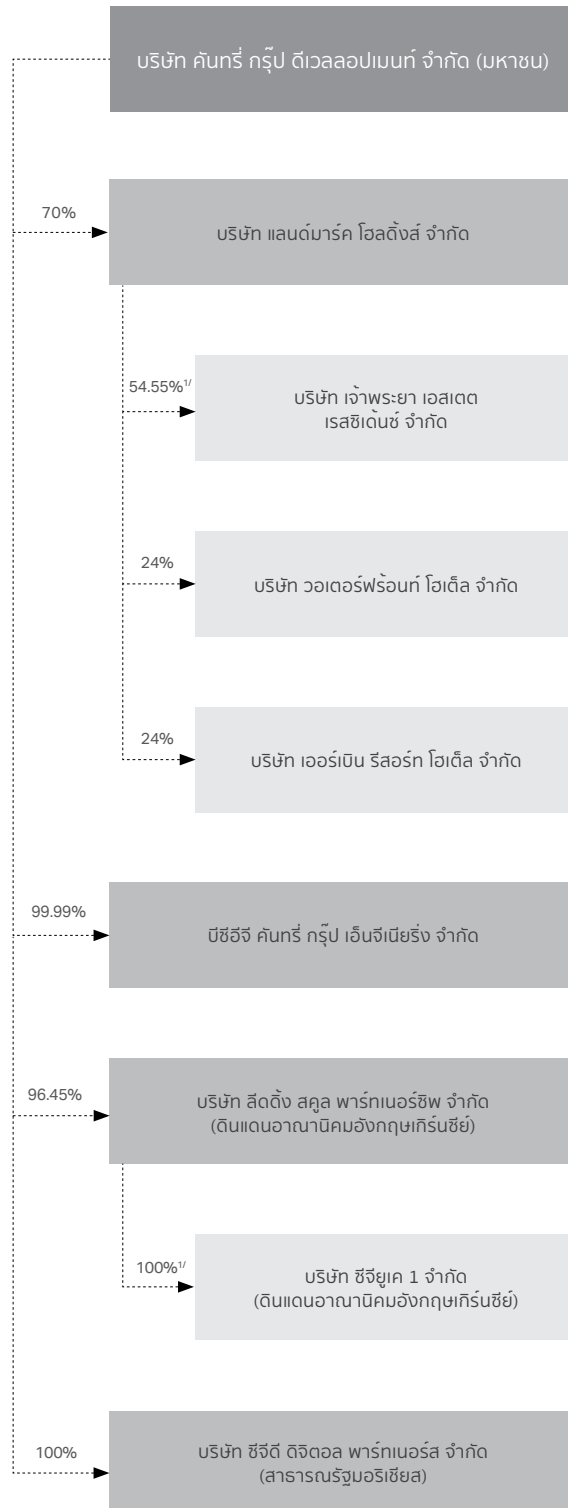 บริษัท คันทรี่ กรุ๊ป ดีเวลลอปเมนท์ จำกัด (มหาชน)
70%
บริษัท แลนด์มาร์ค โฮลดิ้งส์ จำกัด
54.55%1/
บริษัท เจ้าพระยา เอสเตต
เรสซิเด้นซ์ จำกัด
24%
บริษัท วอเตอร์ฟร้อนท์ โฮเต็ล จำกัด
24%
บริษัท เออร์เบิน รีสอร์ท โฮเต็ล จำกัด
99.99%
บีซีอีจี คันทรี่ กรุ๊ป เอ็นจีเนียริ่ง จำกัด
96.45%
บริษัท ลีดดิ้ง สคูล พาร์ทเนอร์ชิพ จำกัด
(ดินแดนอาณานิคมอังกฤษเกิร์นซีย์)
100%1/
บริษัท ซีจียูเค 1 จำกัด
(ดินแดนอาณานิคมอังกฤษเกิร์นซีย์)
100%
บริษัท ซีจีดี ดิจิตอล พาร์ทเนอร์ส จำกัด
(สาธารณรัฐมอริเชียส)